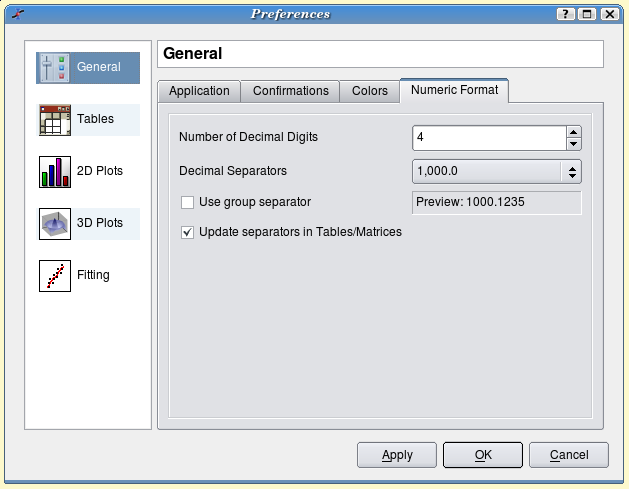 Preferences
General
Tables
2D Plots
3D Plots
Fitting
General
Application Confirmations Colors Numeric Format
Number of Decimal Digits 4
Decimal Separators 1,000.0
Use group separator Preview: 1000.1235
Update separators in Tables/Matrices
Apply OK Cancel